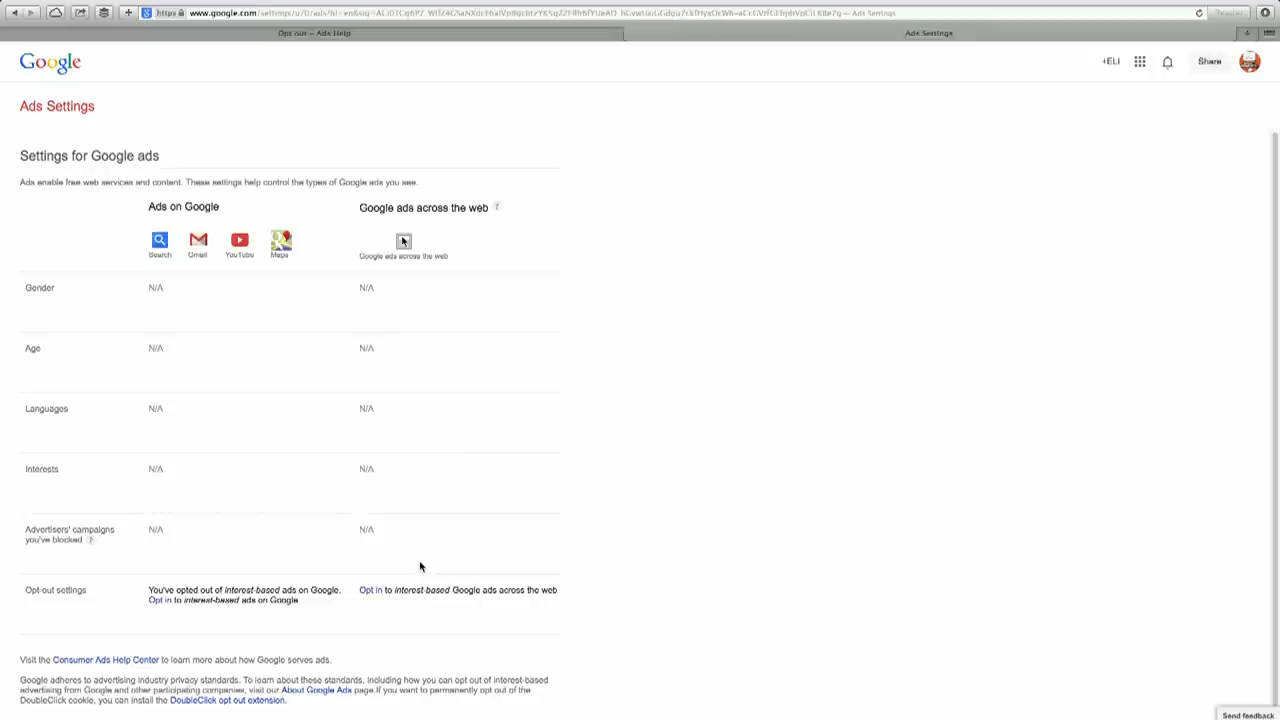 https
www.google.com
Ads Settings
Reader
Opt out – Ads Help
Ads Settings
Google
+ELI
Share
Ads Settings
Settings for Google ads
Ads enable free web services and content. These settings help control the types of Google ads you see.
Ads on Google
Google ads across the web ?
Search
Gmail
YouTube
Maps
Google ads across the web
Gender
N/A
N/A
Age
N/A
N/A
Languages
N/A
N/A
Interests
N/A
N/A
Advertisers' campaigns
you've blocked ?
N/A
N/A
Opt-out settings
You've opted out of interest-based ads on Google.
Opt in to interest-based ads on Google
Opt in to interest-based Google ads across the web
Visit the Consumer Ads Help Center to learn more about how Google serves ads.
Google adheres to advertising industry privacy standards. To learn about these standards, including how you can opt out of interest-based
advertising from Google and other participating companies, visit our About Google Ads page.If you want to permanently opt out of the
DoubleClick cookie, you can install the DoubleClick opt out extension.
Send feedback